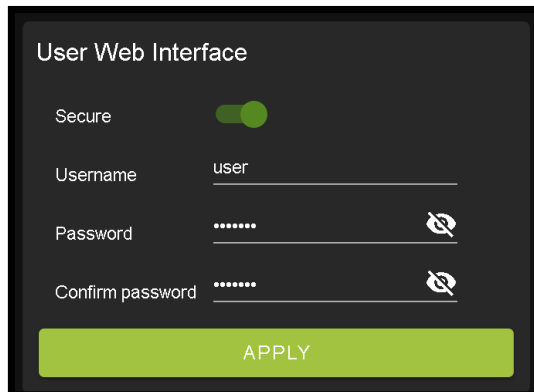 User Web Interface
Secure
Username user
Password •••••••
Confirm password •••••••
APPLY